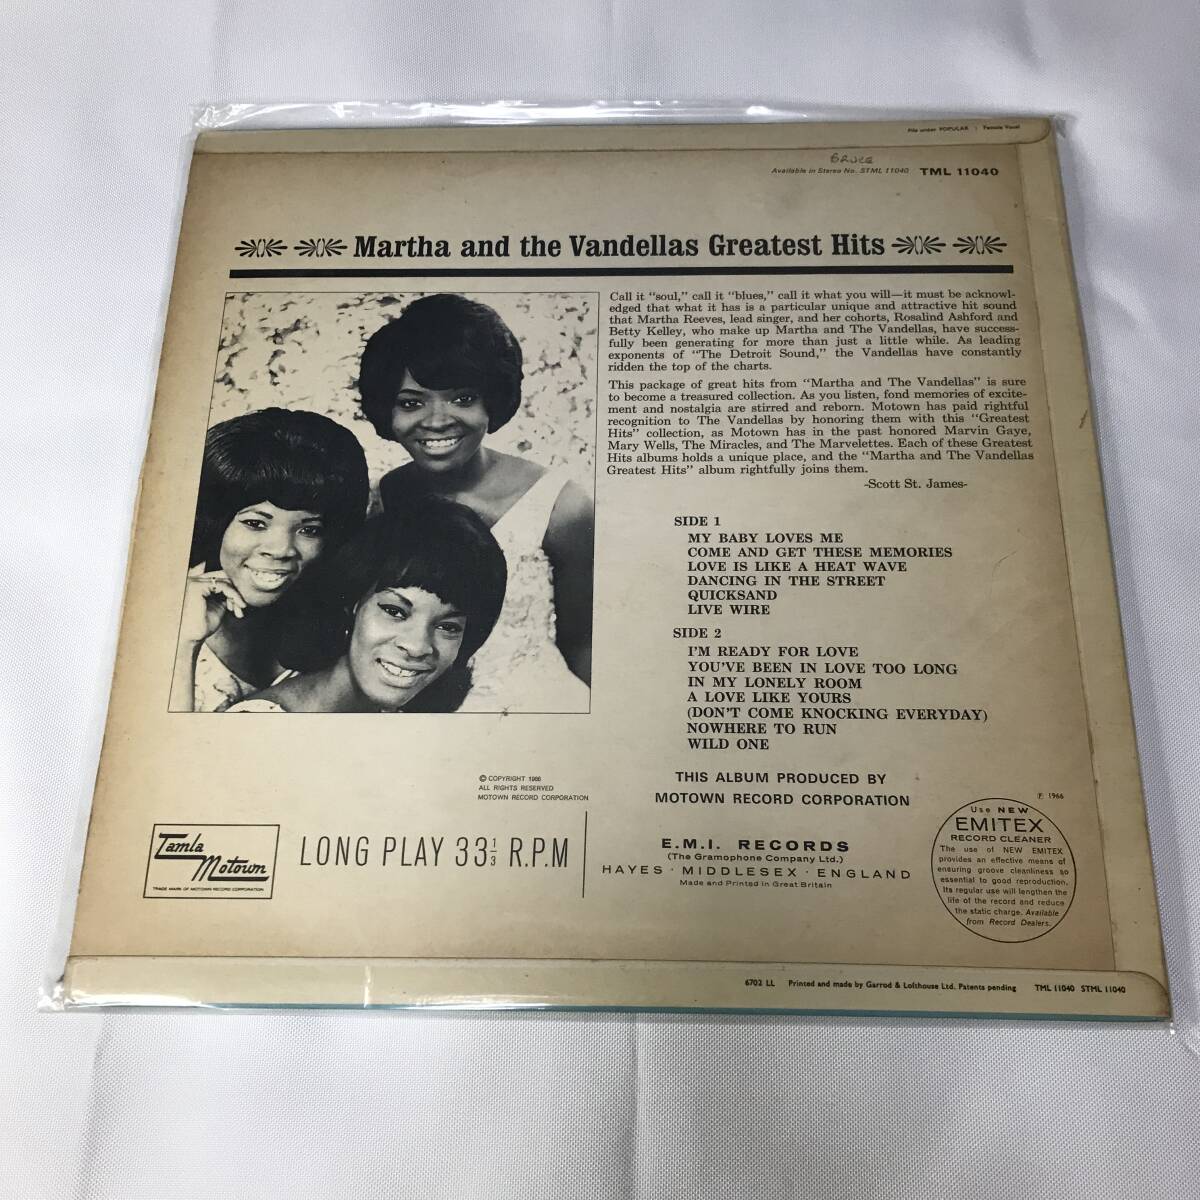 File under POPULAR : Female Vocal
Bruce
Available in Stereo No. STML 11040 TML 11040
Martha and the Vandellas Greatest Hits
Call it "soul," call it "blues," call it what you will—it must be acknowl-
edged that what it has is a particular unique and attractive hit sound
that Martha Reeves, lead singer, and her cohorts, Rosalind Ashford and
Betty Kelley, who make up Martha and The Vandellas, have success-
fully been generating for more than just a little while. As leading
exponents of "The Detroit Sound," the Vandellas have constantly
ridden the top of the charts.
This package of great hits from "Martha and The Vandellas" is sure
to become a treasured collection. As you listen, fond memories of excite-
ment and nostalgia are stirred and reborn. Motown has paid rightful
recognition to The Vandellas by honoring them with this "Greatest
Hits" collection, as Motown has in the past honored Marvin Gaye,
Mary Wells, The Miracles, and The Marvelettes. Each of these Greatest
Hits albums holds a unique place, and the "Martha and The Vandellas
Greatest Hits" album rightfully joins them.
-Scott St. James-
SIDE 1
MY BABY LOVES ME
COME AND GET THESE MEMORIES
LOVE IS LIKE A HEAT WAVE
DANCING IN THE STREET
QUICKSAND
LIVE WIRE
SIDE 2
I'M READY FOR LOVE
YOU'VE BEEN IN LOVE TOO LONG
IN MY LONELY ROOM
A LOVE LIKE YOURS
(DON'T COME KNOCKING EVERYDAY)
NOWHERE TO RUN
WILD ONE
© COPYRIGHT 1966
ALL RIGHTS RESERVED
MOTOWN RECORD CORPORATION
THIS ALBUM PRODUCED BY
MOTOWN RECORD CORPORATION
℗ 1966
Tamla
Motown
TRADE MARK OF MOTOWN RECORD CORPORATION
LONG PLAY 33⅓ R.P.M
E.M.I. RECORDS
(The Gramophone Company Ltd.)
HAYES · MIDDLESEX · ENGLAND
Made and Printed in Great Britain
Use NEW
EMITEX
RECORD CLEANER
The use of NEW EMITEX
provides an effective means of
ensuring groove cleanliness so
essential to good reproduction.
Its regular use will lengthen the
life of the record and reduce
the static charge. Available
from Record Dealers.
6702 LL Printed and made by Garrod & Lofthouse Ltd. Patents pending TML 11040 STML 11040